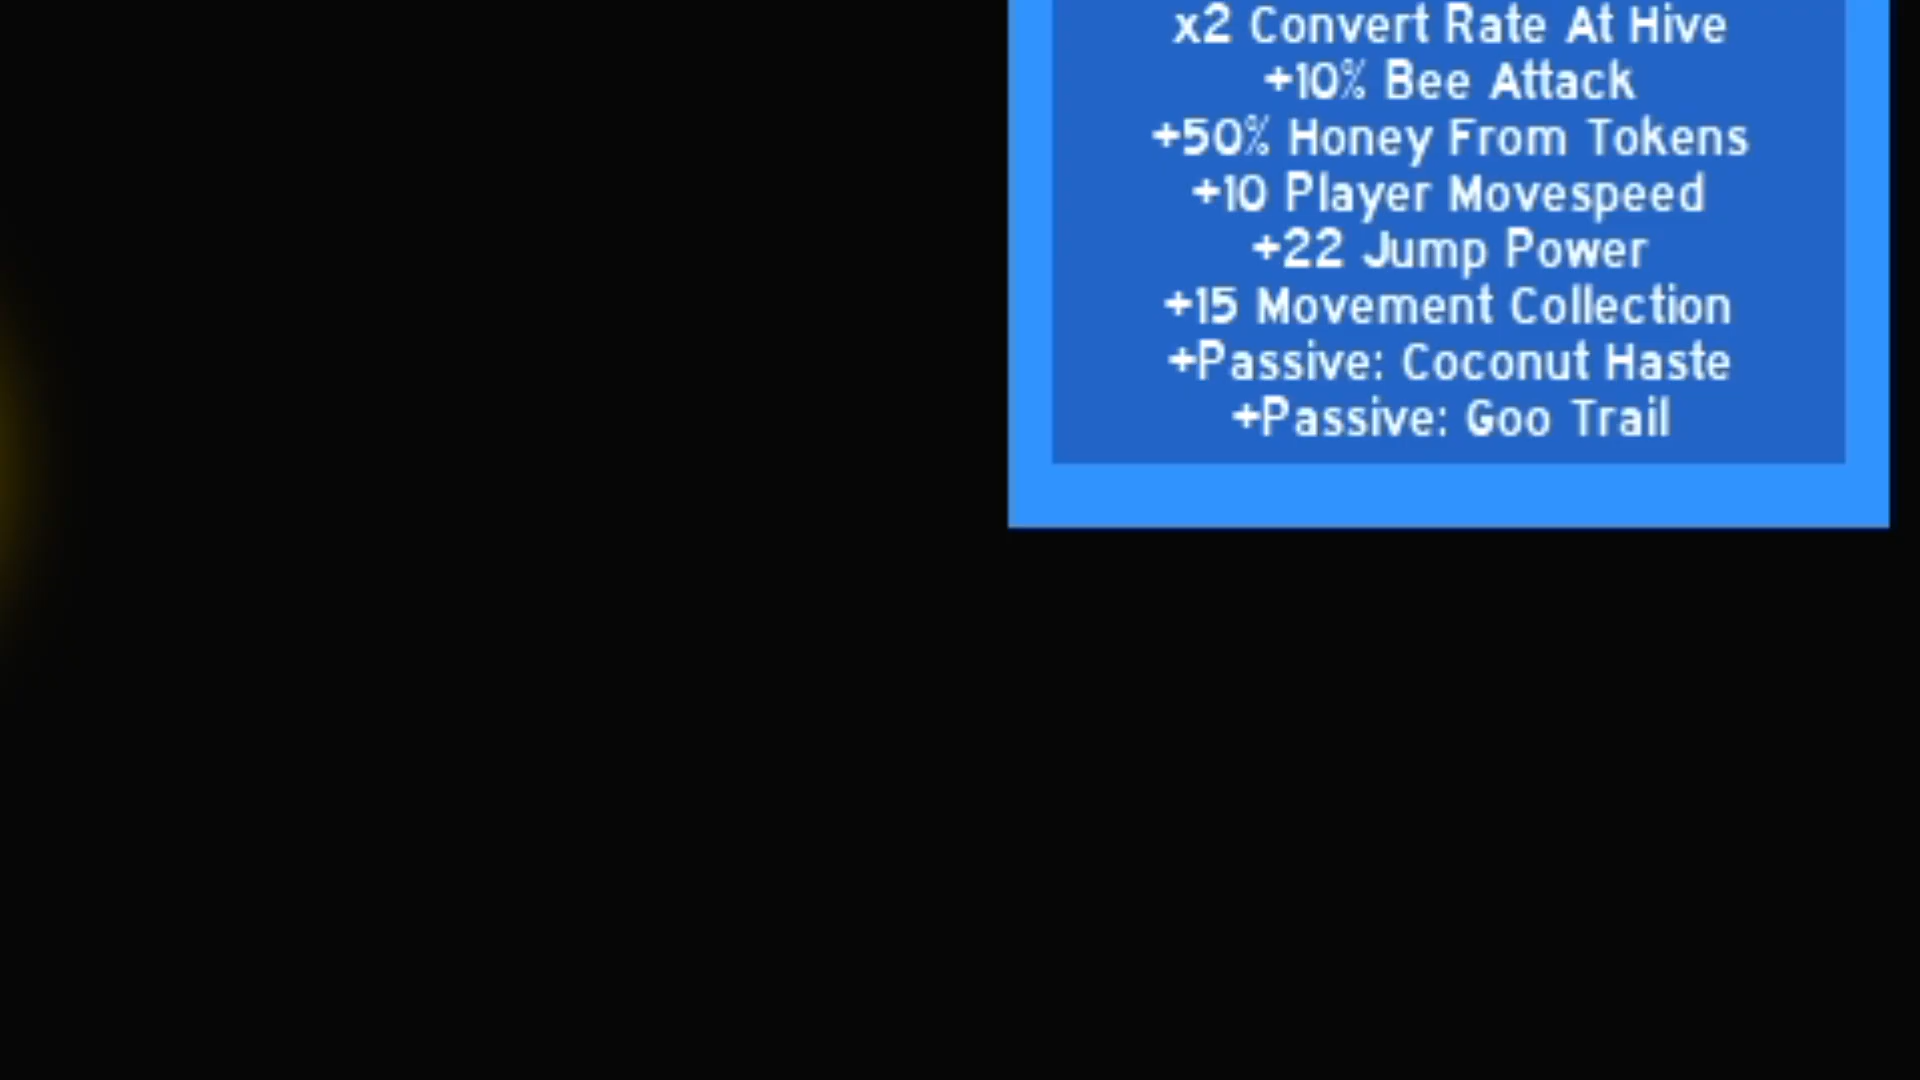 x2 Convert Rate At Hive
+10% Bee Attack
+50% Honey From Tokens
+10 Player Movespeed
+22 Jump Power
+15 Movement Collection
+Passive: Coconut Haste
+Passive: Goo Trail